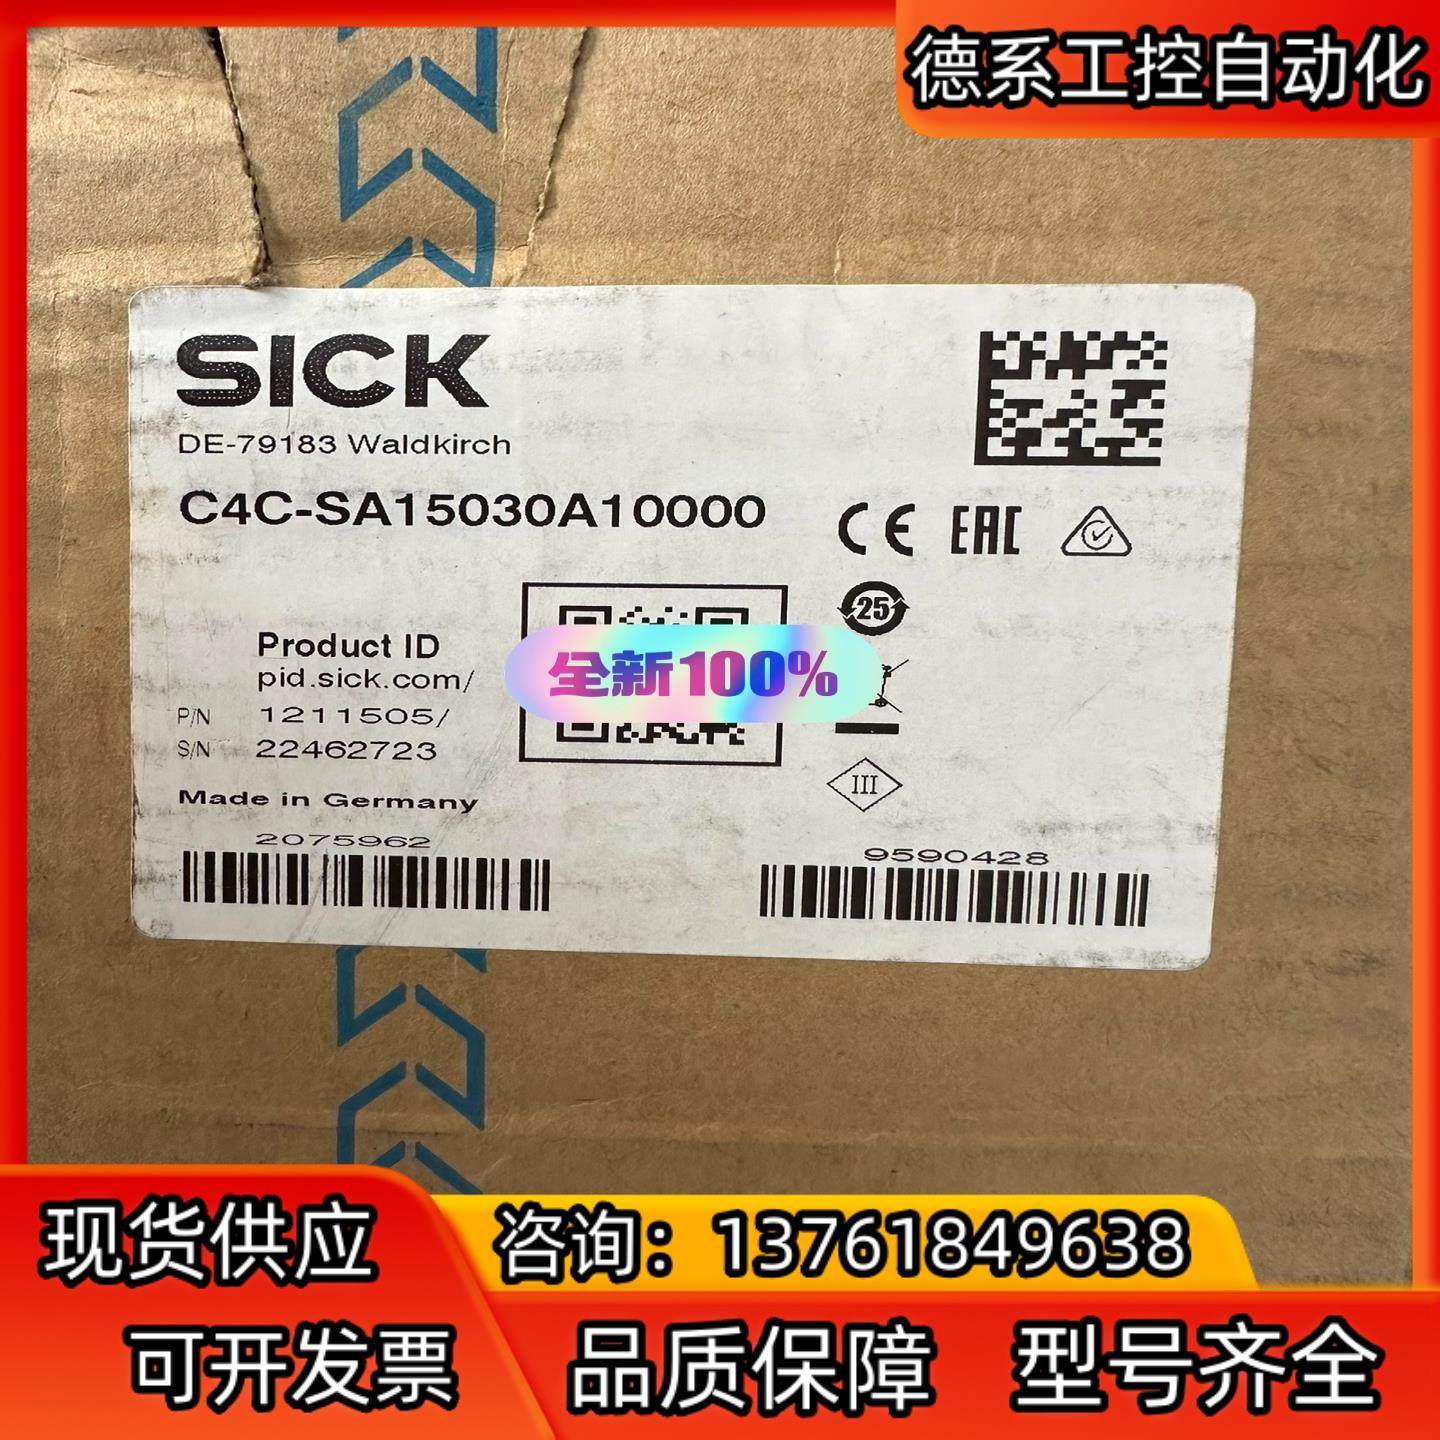 德系工控自动化
SICK
DE-79183 Waldkirch
C4C-SA15030A10000
CE EAC
25
Product ID
pid.sick.com/
全新100%
P/N 1211505/
S/N 22462723
III
Made in Germany
2075962
9590428
现货供应
咨询：13761849638
可开发票
品质保障
型号齐全